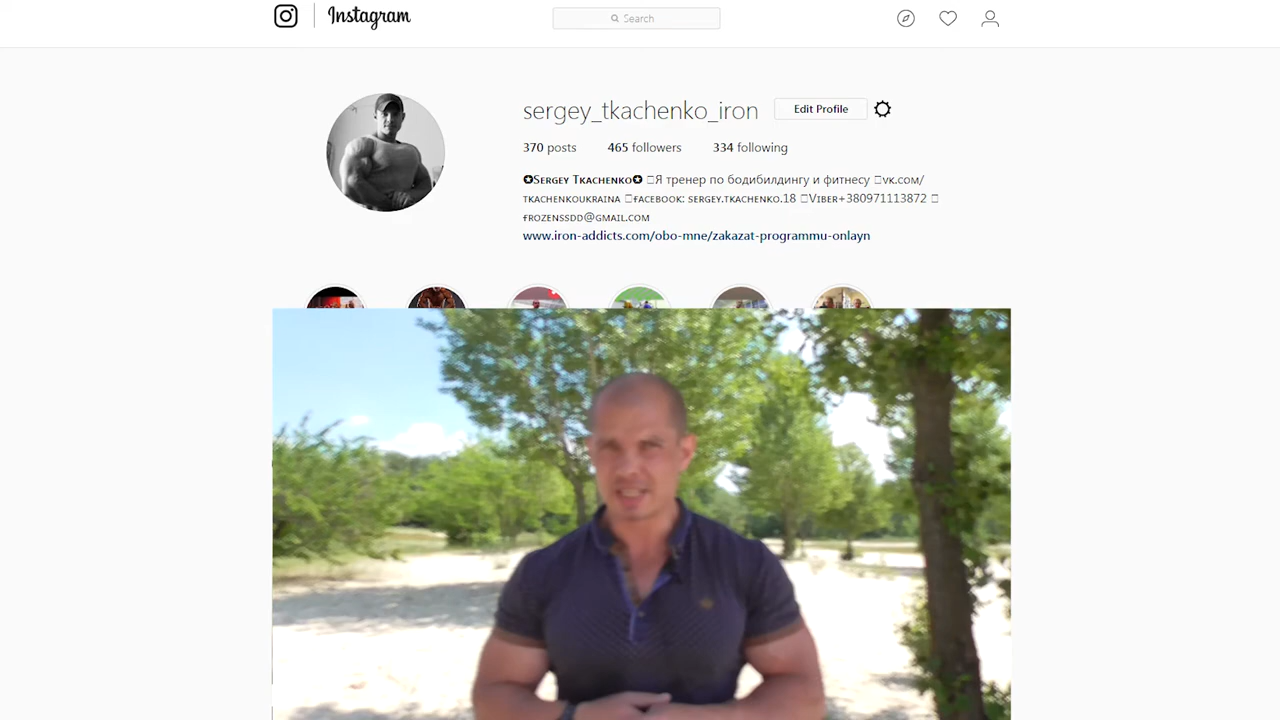 Instagram
Search
sergey_tkachenko_iron
Edit Profile
370 posts 465 followers 334 following
✪Sergey Tkachenko✪ Я тренер по бодибилдингу и фитнесу vk.com/
tkachenkoukraina facebook: sergey.tkachenko.18 Viber+380971113872
frozenssdd@gmail.com
www.iron-addicts.com/obo-mne/zakazat-programmu-onlayn